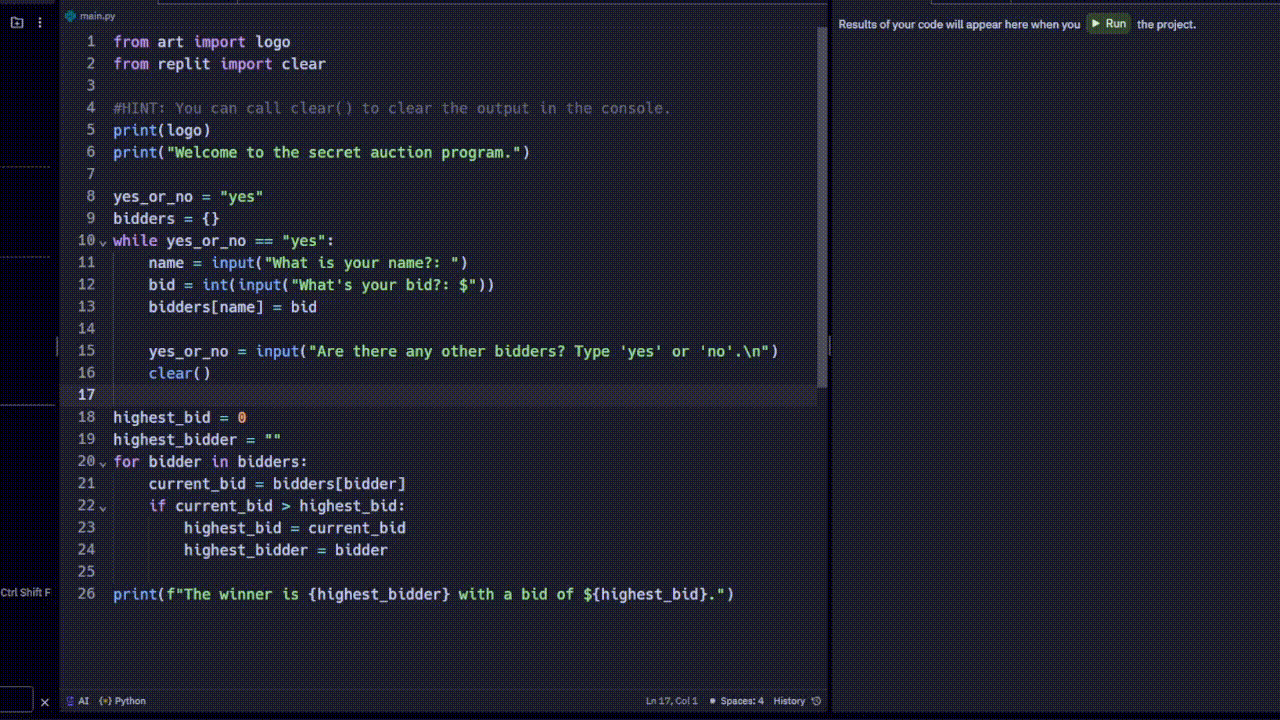 main.py
Results of your code will appear here when you Run the project.
1 from art import logo
2 from replit import clear
3
4 #HINT: You can call clear() to clear the output in the console.
5 print(logo)
6 print("Welcome to the secret auction program.")
7
8 yes_or_no = "yes"
9 bidders = {}
10 while yes_or_no == "yes":
11     name = input("What is your name?: ")
12     bid = int(input("What's your bid?: $"))
13     bidders[name] = bid
14
15     yes_or_no = input("Are there any other bidders? Type 'yes' or 'no'.\n")
16     clear()
17
18 highest_bid = 0
19 highest_bidder = ""
20 for bidder in bidders:
21     current_bid = bidders[bidder]
22     if current_bid > highest_bid:
23         highest_bid = current_bid
24         highest_bidder = bidder
25
26 print(f"The winner is {highest_bidder} with a bid of ${highest_bid}.")
Ctrl Shift F
AI Python Ln 17, Col 1 Spaces: 4 History